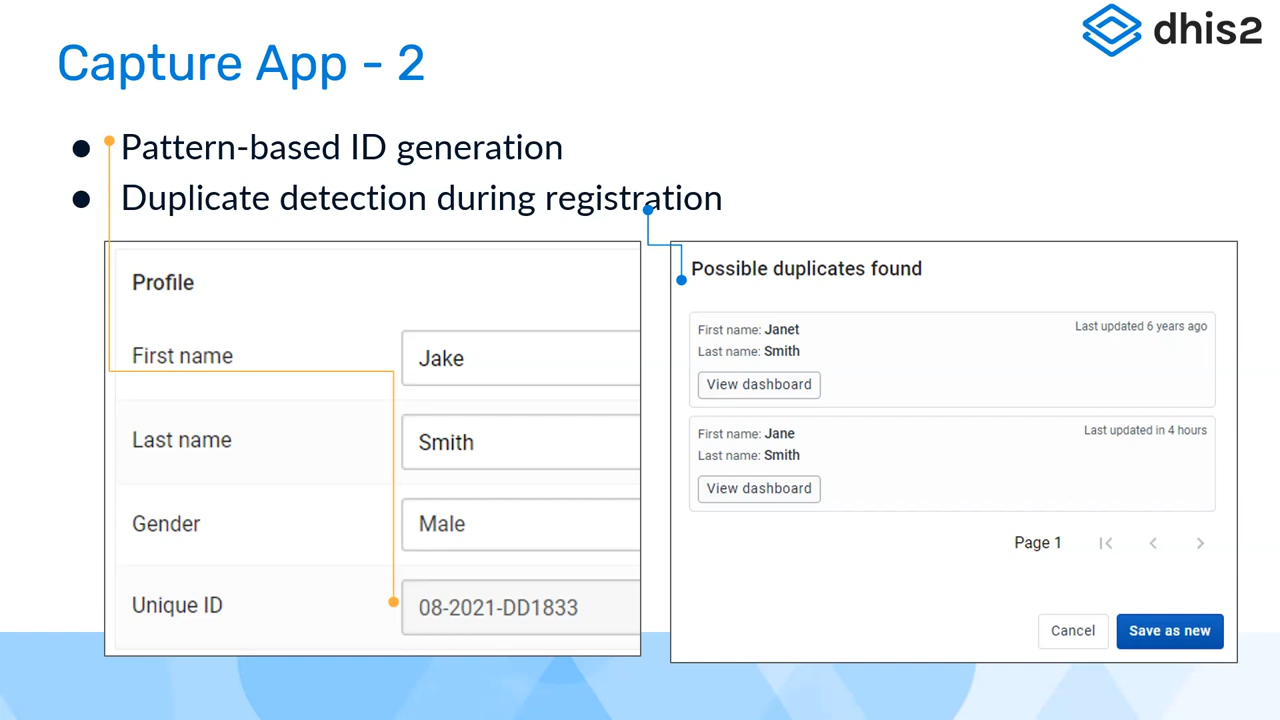 dhis2
Capture App - 2
● Pattern-based ID generation
● Duplicate detection during registration
Profile
First name Jake
Last name Smith
Gender Male
Unique ID 08-2021-DD1833
Possible duplicates found
First name: Janet Last updated 6 years ago
Last name: Smith
View dashboard
First name: Jane Last updated in 4 hours
Last name: Smith
View dashboard
Page 1
Cancel Save as new